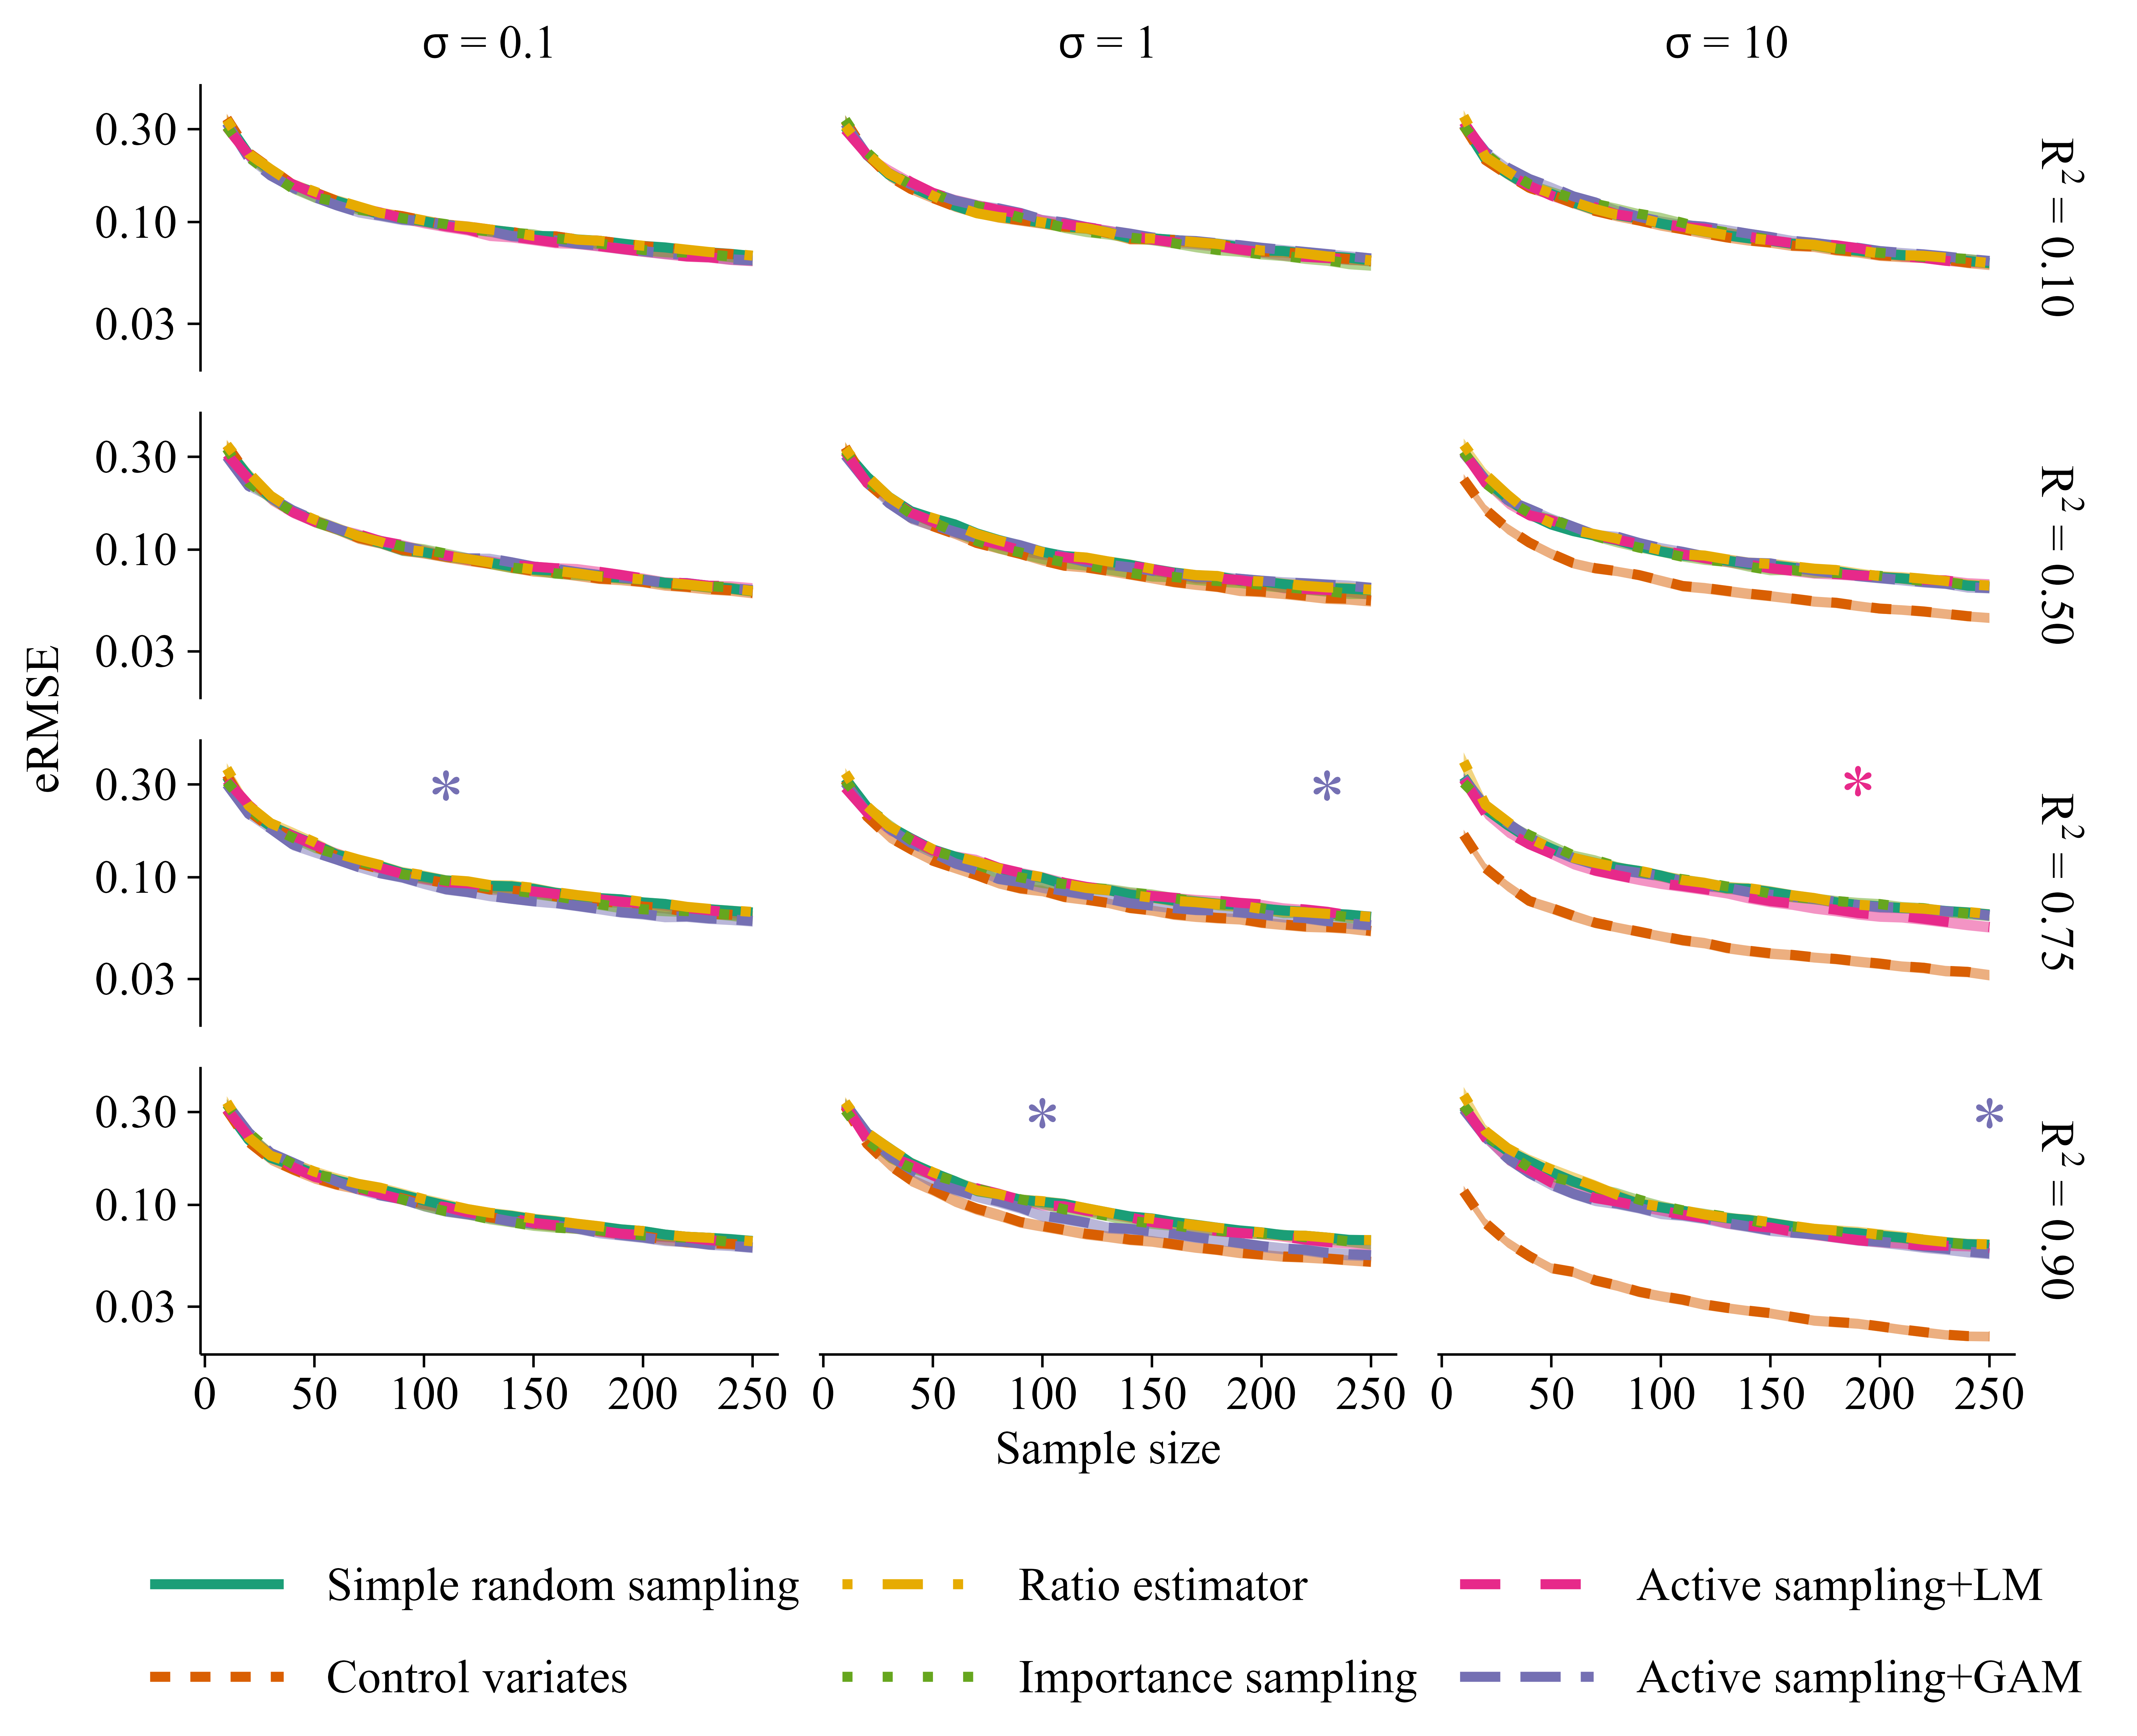 σ = 0.1 σ = 1 σ = 10
0.30
0.10
0.03
R² = 0.10
0.30
0.10
0.03
R² = 0.50
eRMSE
0.30
0.10
0.03
* * *
R² = 0.75
0.30
0.10
0.03
* *
R² = 0.90
0 50 100 150 200 250 0 50 100 150 200 250 0 50 100 150 200 250
Sample size
Simple random sampling Ratio estimator Active sampling+LM
Control variates Importance sampling Active sampling+GAM